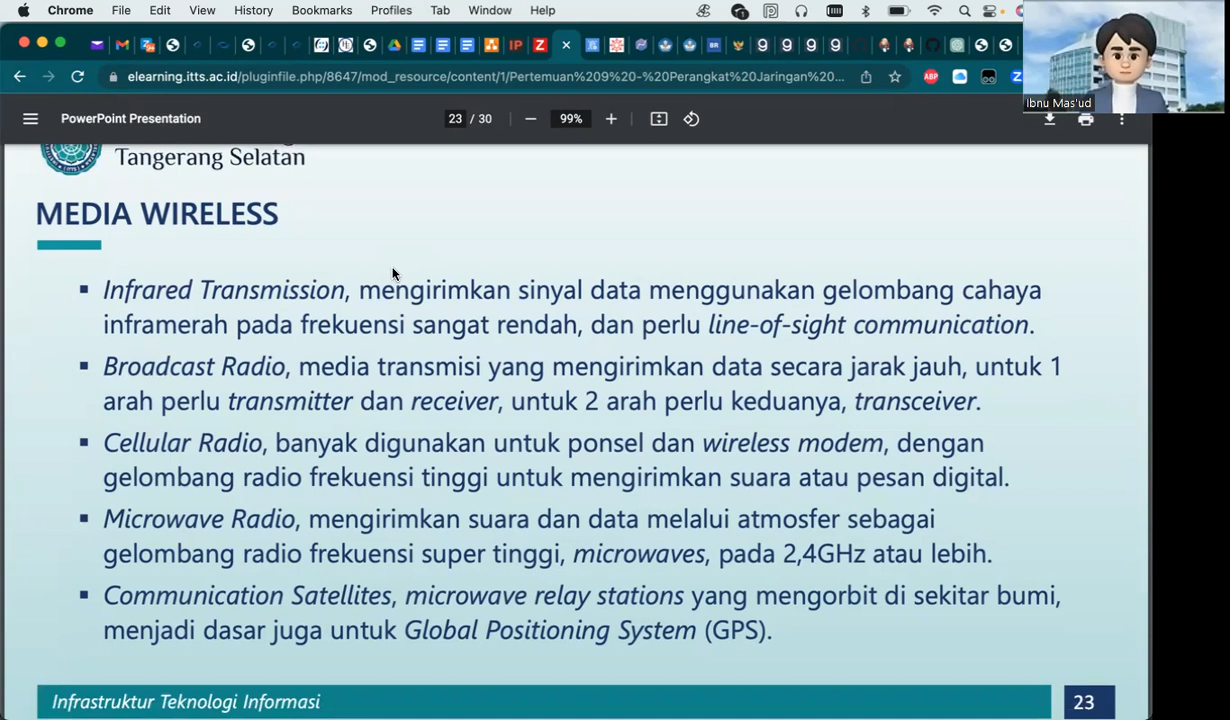 Chrome File Edit View History Bookmarks Profiles Tab Window Help
elearning.itts.ac.id/pluginfile.php/8647/mod_resource/content/1/Pertemuan%209%20-%20Perangkat%20Jaringan%20...
ABP
Ibnu Mas'ud
PowerPoint Presentation 23 / 30 99%
Tangerang Selatan
MEDIA WIRELESS
▪ Infrared Transmission, mengirimkan sinyal data menggunakan gelombang cahaya
inframerah pada frekuensi sangat rendah, dan perlu line-of-sight communication.
▪ Broadcast Radio, media transmisi yang mengirimkan data secara jarak jauh, untuk 1
arah perlu transmitter dan receiver, untuk 2 arah perlu keduanya, transceiver.
▪ Cellular Radio, banyak digunakan untuk ponsel dan wireless modem, dengan
gelombang radio frekuensi tinggi untuk mengirimkan suara atau pesan digital.
▪ Microwave Radio, mengirimkan suara dan data melalui atmosfer sebagai
gelombang radio frekuensi super tinggi, microwaves, pada 2,4GHz atau lebih.
▪ Communication Satellites, microwave relay stations yang mengorbit di sekitar bumi,
menjadi dasar juga untuk Global Positioning System (GPS).
Infrastruktur Teknologi Informasi 23